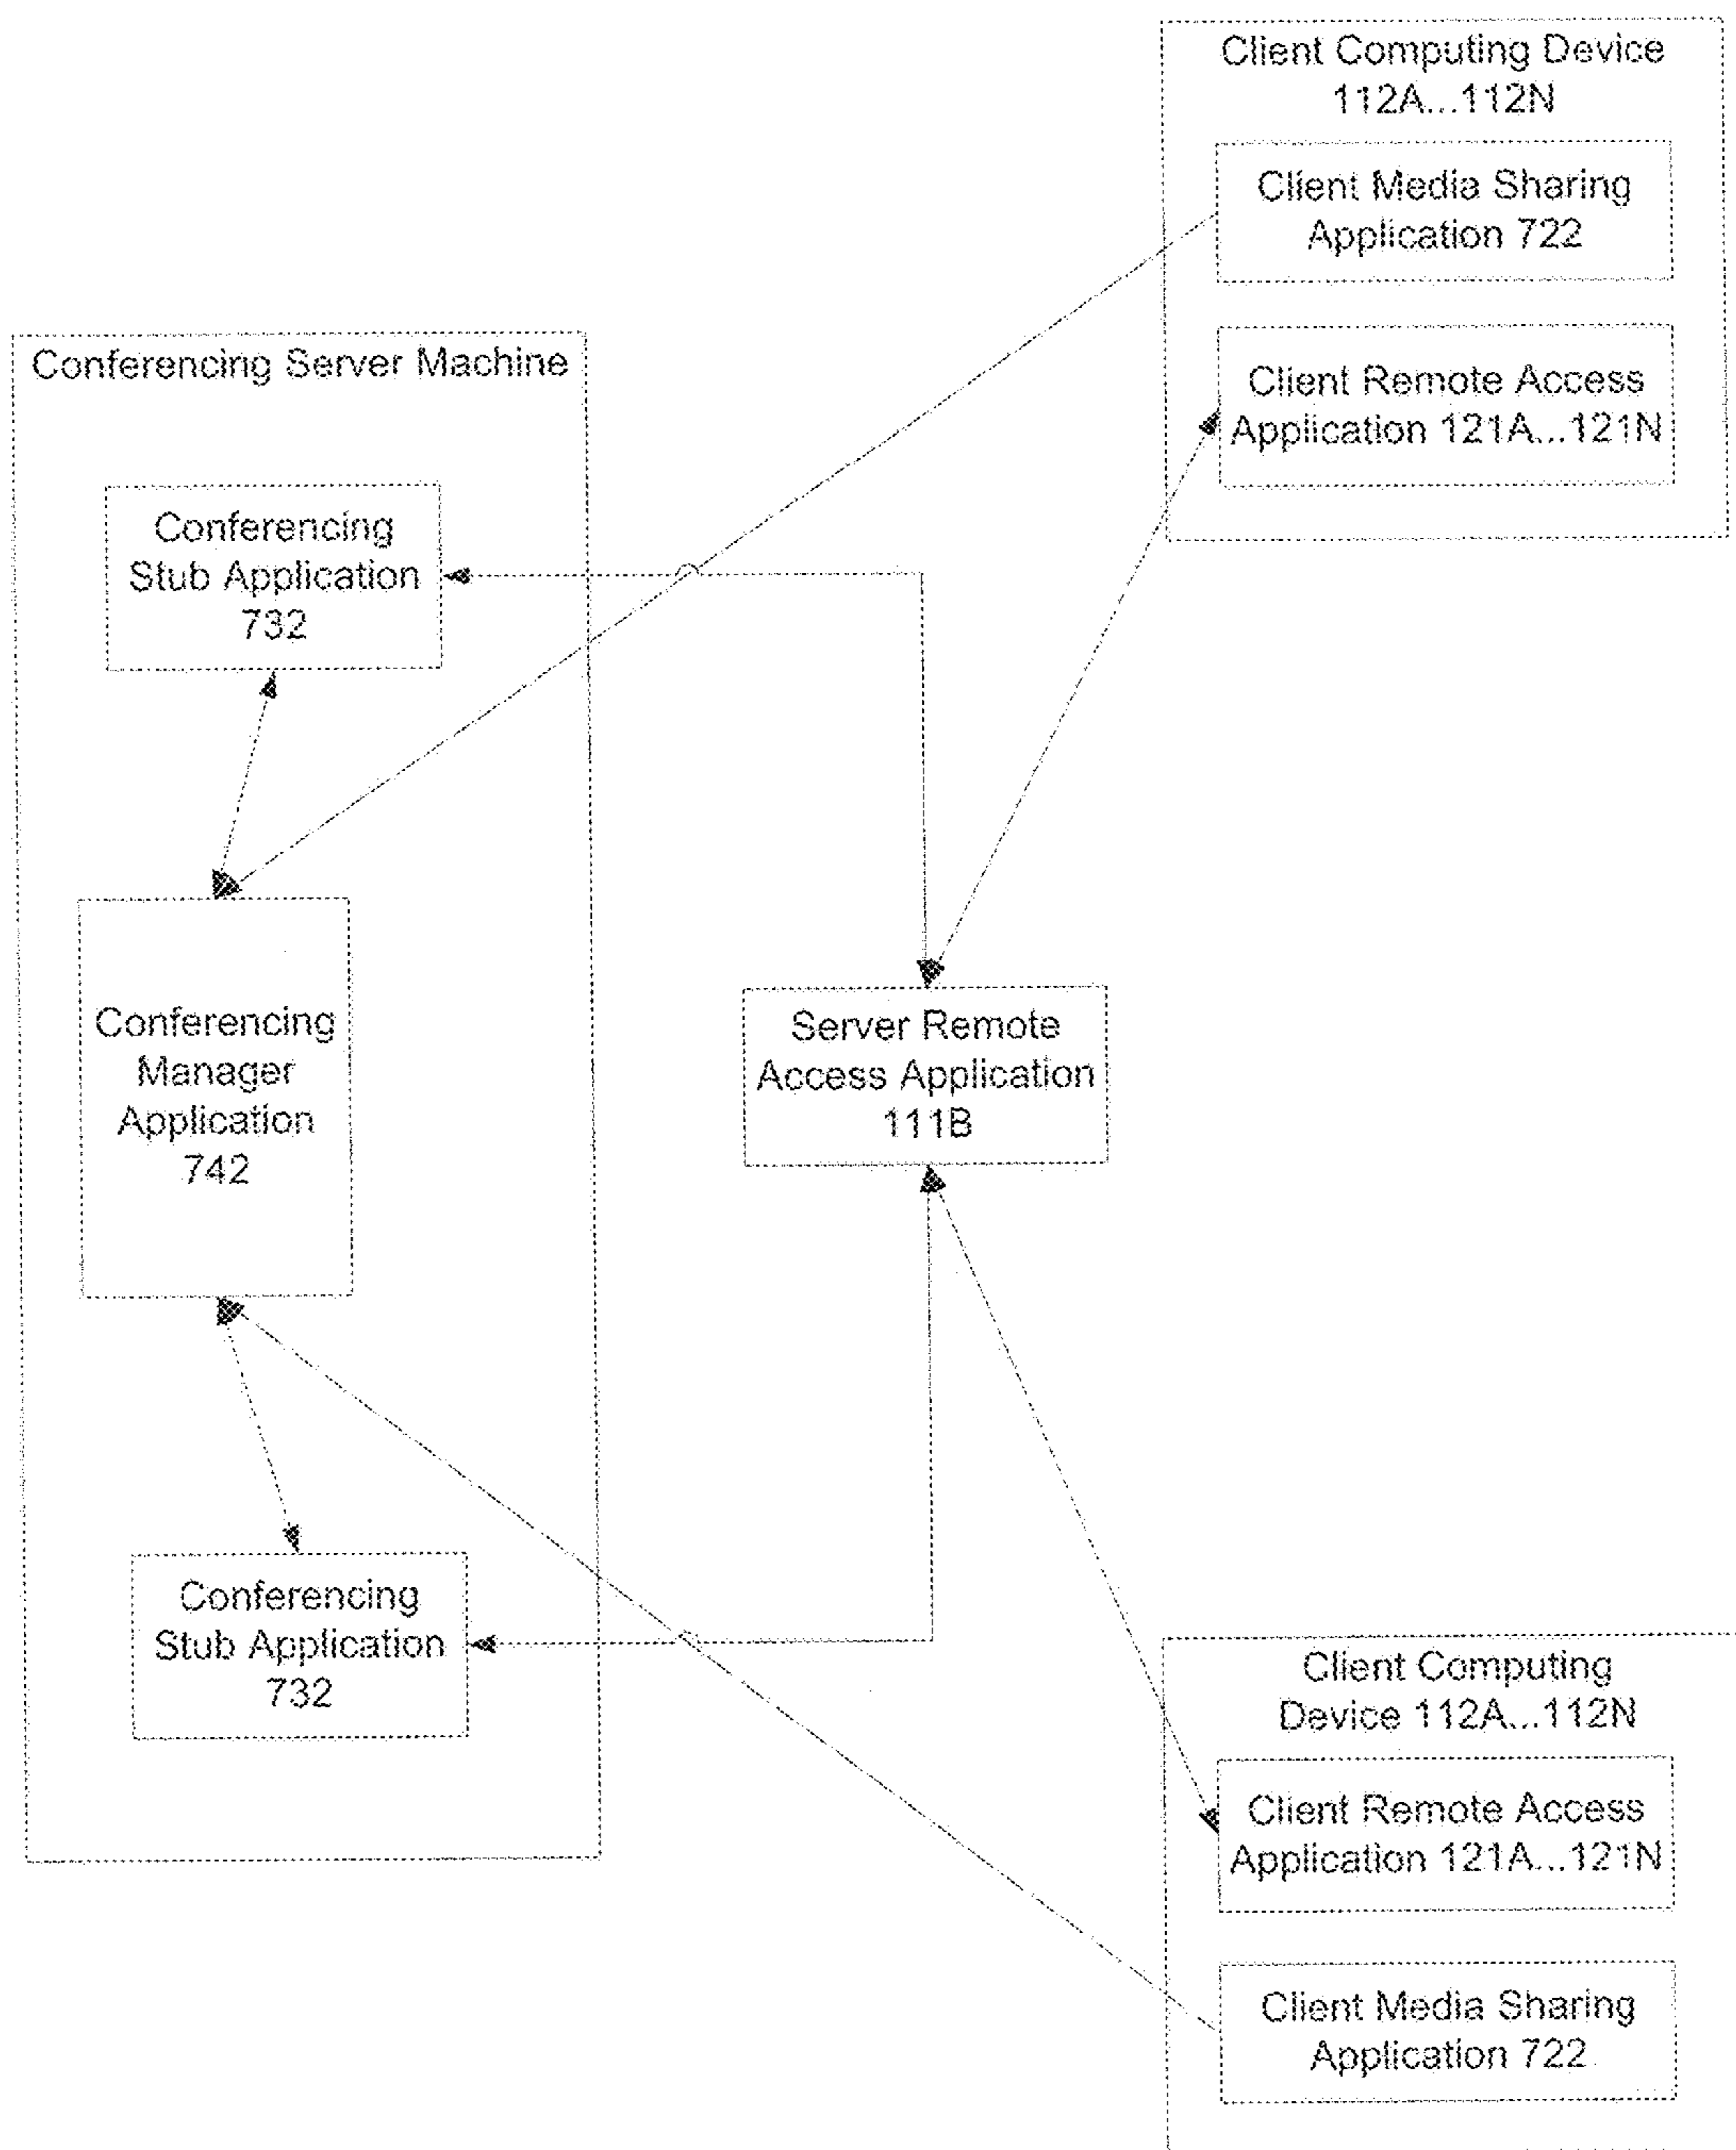 Client Computing Device
112A...112N
Client Media Sharing
Application 722
Client Remote Access
Application 121A...121N
Conferencing Server Machine
Conferencing
Stub Application
732
Conferencing
Manager
Application
742
Server Remote
Access Application
111B
Conferencing
Stub Application
732
Client Computing
Device 112A...112N
Client Remote Access
Application 121A...121N
Client Media Sharing
Application 722